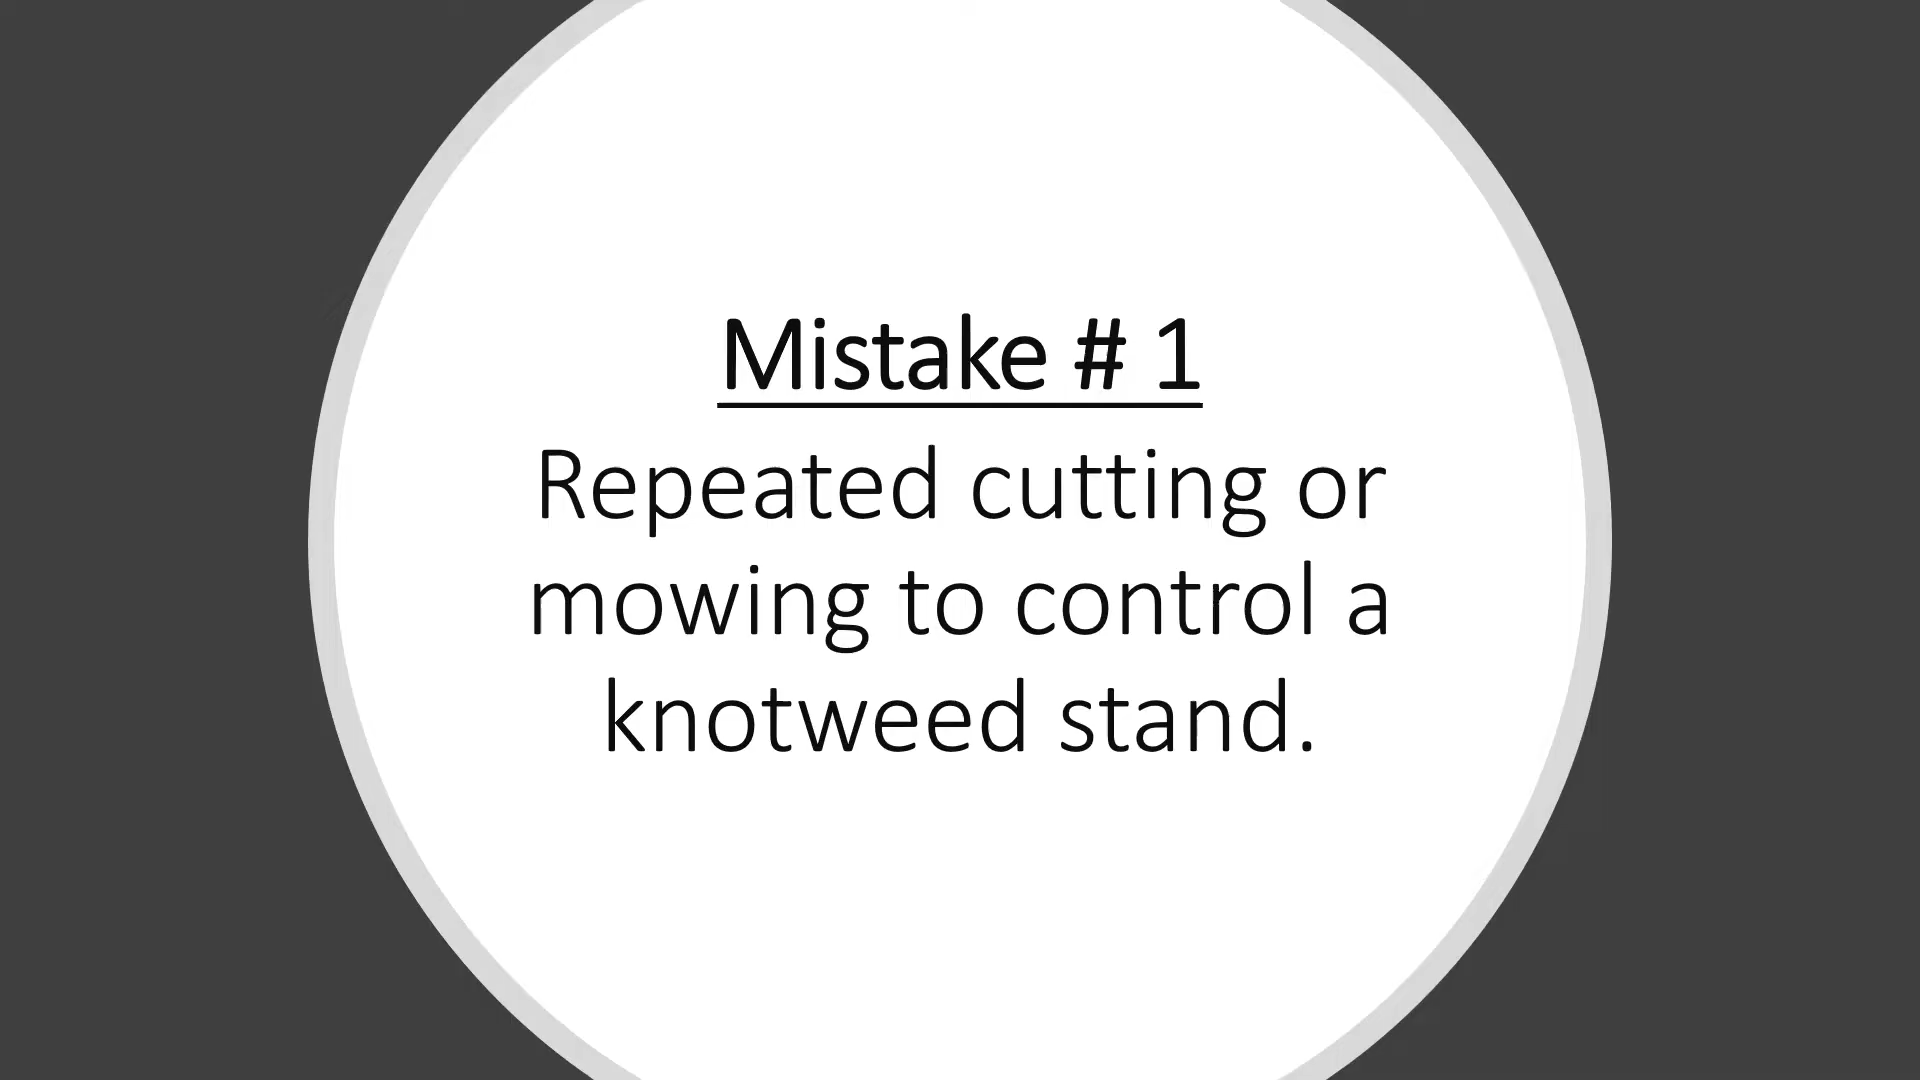 Mistake # 1
Repeated cutting or
mowing to control a
knotweed stand.